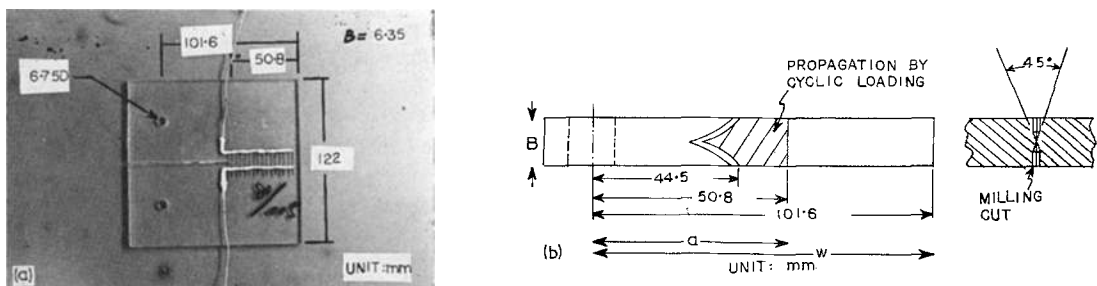 B = 6.35
101.6
50.8
6.75D
122
(a)
UNIT:mm
PROPAGATION BY
CYCLIC LOADING
45°
B
44.5
50.8
101.6
MILLING
CUT
a
W
(b)
UNIT: mm